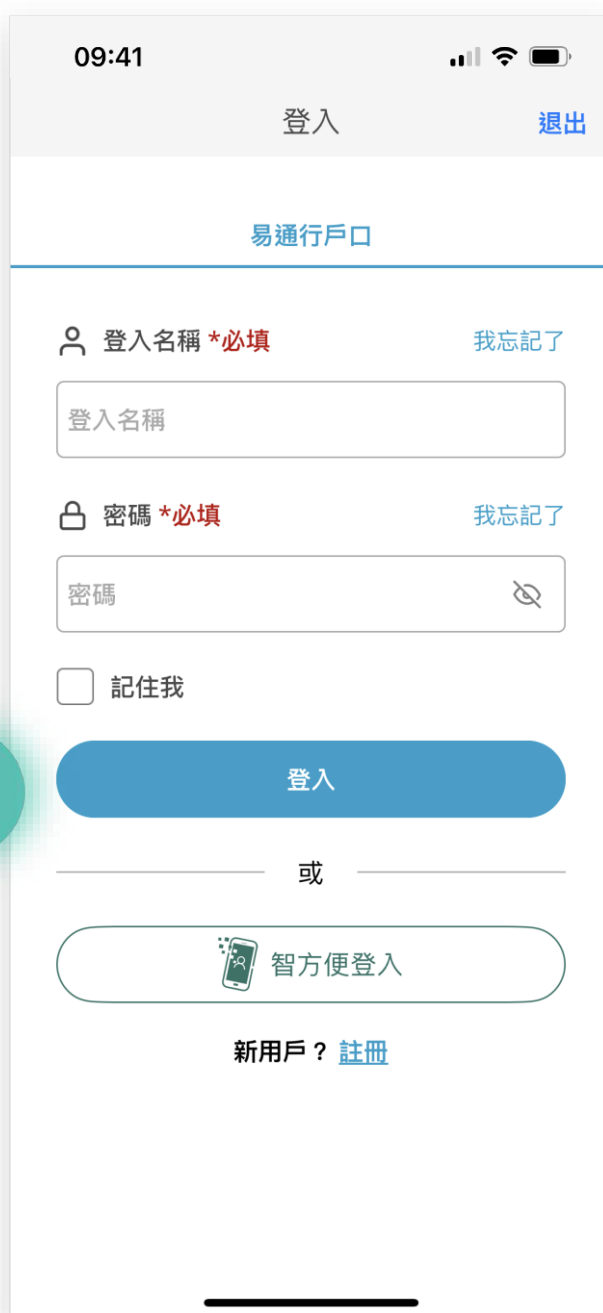 09:41
登入 退出
易通行戶口
登入名稱 *必填 我忘記了
登入名稱
密碼 *必填 我忘記了
密碼
記住我
登入
或
智方便登入
新用戶？ 註冊